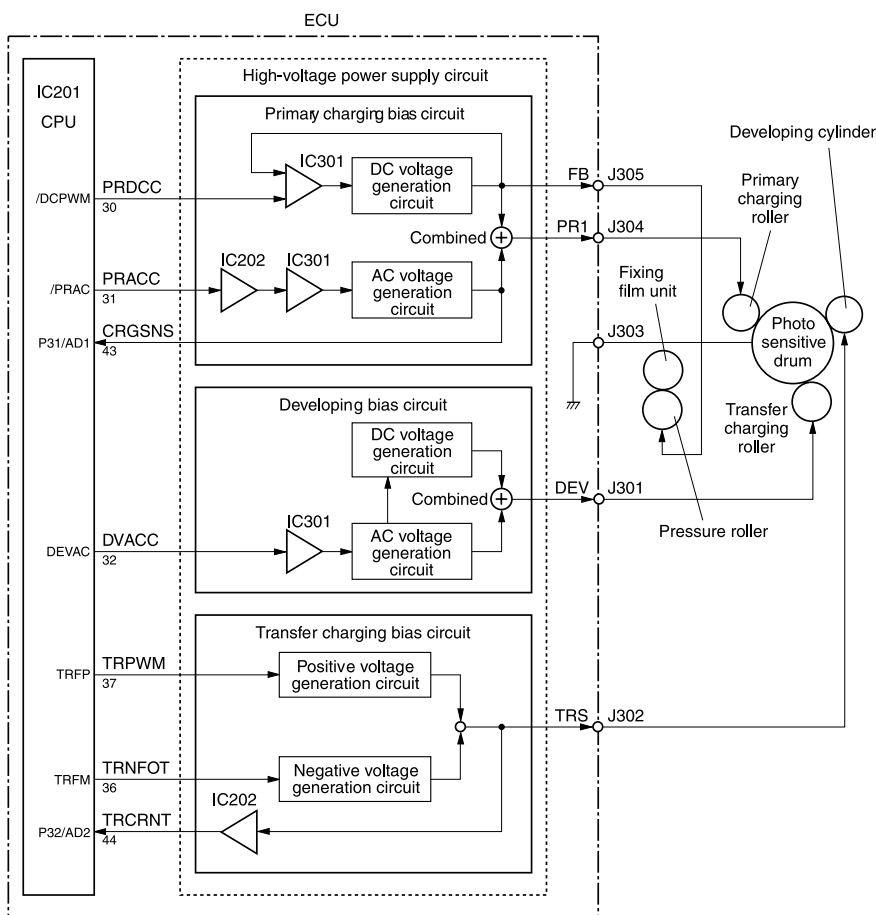 ECU
IC201
CPU
High-voltage power supply circuit
Primary charging bias circuit
/DCPWM
PRDCC
30
IC301
DC voltage
generation
circuit
FB
J305
Combined
PR1
J304
/PRAC
PRACC
31
IC202
IC301
AC voltage
generation
circuit
P31/AD1
CRGSNS
43
J303
Developing cylinder
Primary
charging
roller
Fixing
film unit
Photo
sensitive
drum
Transfer
charging
roller
Pressure roller
Developing bias circuit
DC voltage
generation
circuit
Combined
DEV
J301
DEVAC
DVACC
32
IC301
AC voltage
generation
circuit
Transfer charging bias circuit
TRFP
TRPWM
37
Positive voltage
generation circuit
TRS
J302
TRFM
TRNFOT
36
Negative voltage
generation circuit
P32/AD2
TRCRNT
44
IC202